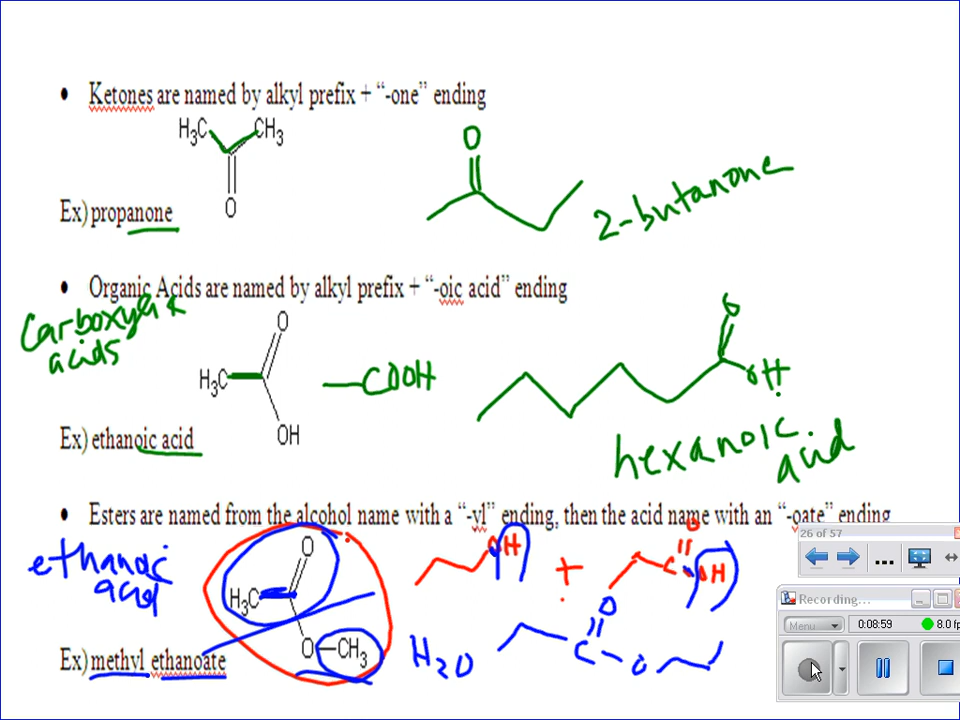 • Ketones are named by alkyl prefix + “-one” ending
H₃C CH₃
O
O
Ex) propanone
2-butanone
• Organic Acids are named by alkyl prefix + “-oic acid” ending
Carboxylic
acids
O
O
H₃C
—COOH
OH
OH
Ex) ethanoic acid
hexanoic
acid
• Esters are named from the alcohol name with a “-yl” ending, then the acid name with an “-oate” ending
26 of 57
ethanoic
acid
O
OH
+
O
C
OH
H₃C
O
O—CH₃
H₂O
C
O
Ex) methyl ethanoate
...
Recording...
Menu
0:08:59
8.0 fp